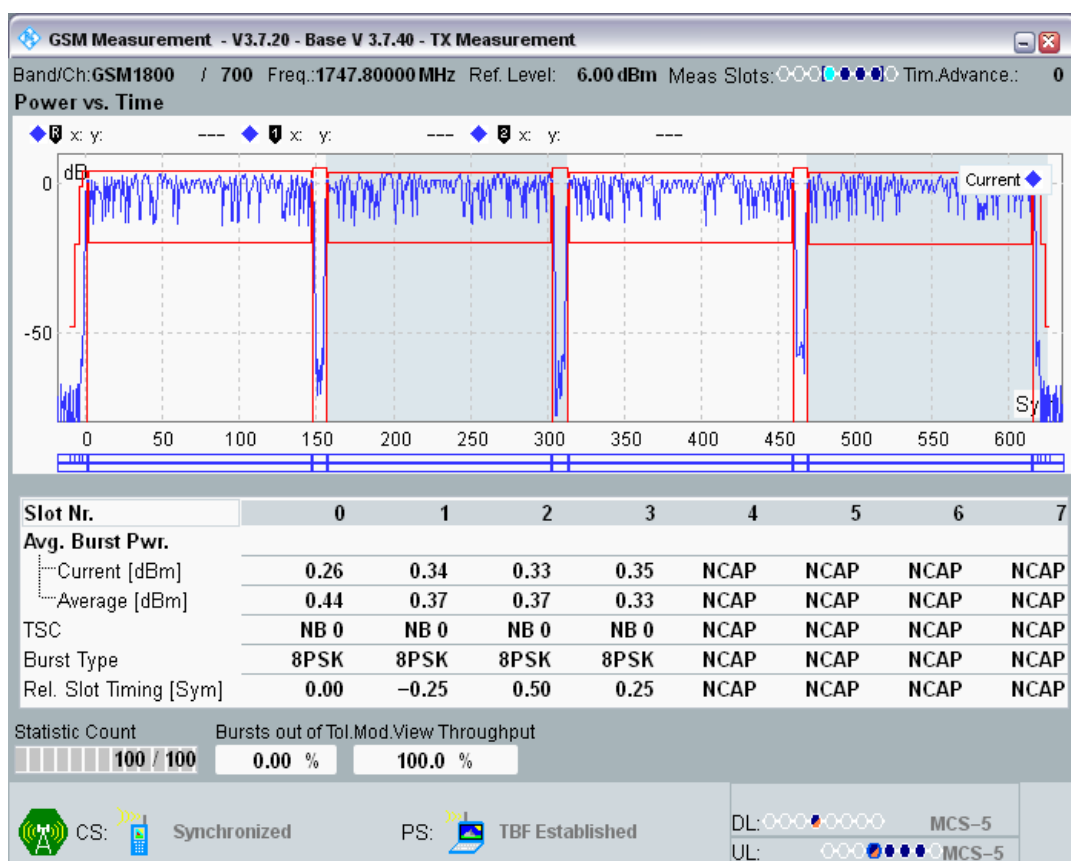 GSM Measurement - V3.7.20 - Base V 3.7.40 - TX Measurement
Band/Ch:GSM1800 / 700 Freq.:1747.80000 MHz Ref. Level: 6.00 dBm Meas Slots: Tim.Advance.: 0
Power vs. Time
R x: y: --- 1 x: y: --- 2 x: y: ---
dB
0
Current
-50
Sy
0 50 100 150 200 250 300 350 400 450 500 550 600
Slot Nr. 0 1 2 3 4 5 6 7
Avg. Burst Pwr.
Current [dBm] 0.26 0.34 0.33 0.35 NCAP NCAP NCAP NCAP
Average [dBm] 0.44 0.37 0.37 0.33 NCAP NCAP NCAP NCAP
TSC NB 0 NB 0 NB 0 NB 0 NCAP NCAP NCAP NCAP
Burst Type 8PSK 8PSK 8PSK 8PSK NCAP NCAP NCAP NCAP
Rel. Slot Timing [Sym] 0.00 −0.25 0.50 0.25 NCAP NCAP NCAP NCAP
Statistic Count Bursts out of Tol.Mod.View Throughput
100 / 100 0.00 % 100.0 %
CS: Synchronized PS: TBF Established
DL: MCS−5
UL: MCS−5